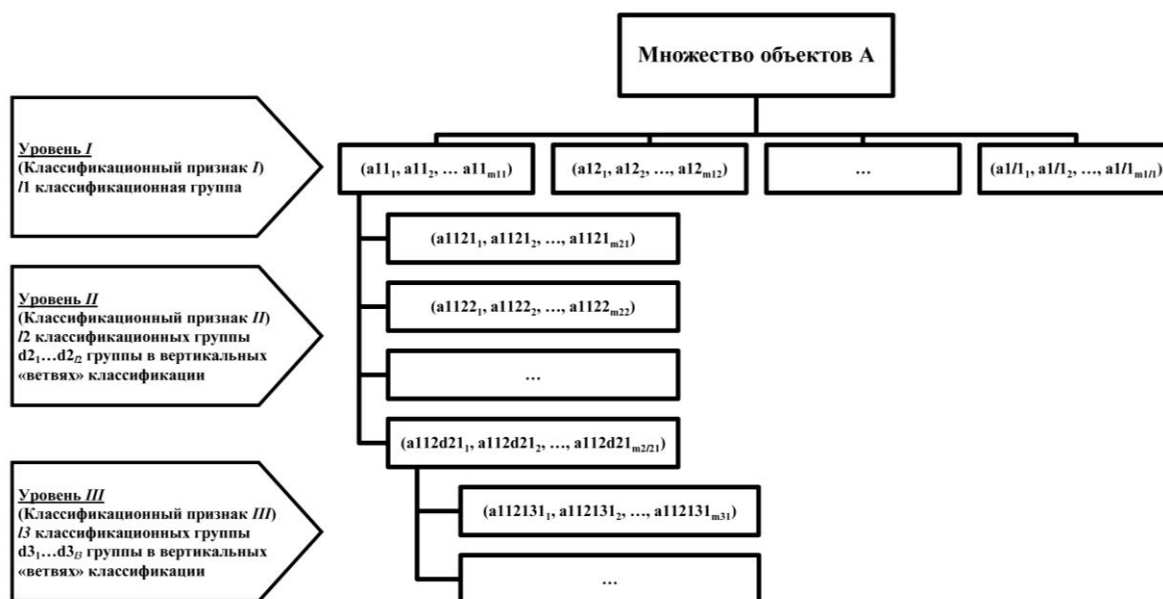 Множество объектов А
Уровень I
(Классификационный признак I)
l1 классификационная группа
(a11₁, a11₂, … a11ₘ₁₁)
(a12₁, a12₂, …, a12ₘ₁₂)
…
(a1l1₁, a1l1₂, …, a1l1ₘ₁ₗ₁)
(a1121₁, a1121₂, …, a1121ₘ₂₁)
Уровень II
(Классификационный признак II)
l2 классификационных группы
d2₁…d2ₗ₂ группы в вертикальных
«ветвях» классификации
(a1122₁, a1122₂, …, a1122ₘ₂₂)
…
(a112d21₁, a112d21₂, …, a112d21ₘ₂ₗ₂₁)
Уровень III
(Классификационный признак III)
l3 классификационных группы
d3₁…d3ₗ₃ группы в вертикальных
«ветвях» классификации
(a112131₁, a112131₂, …, a112131ₘ₃₁)
…